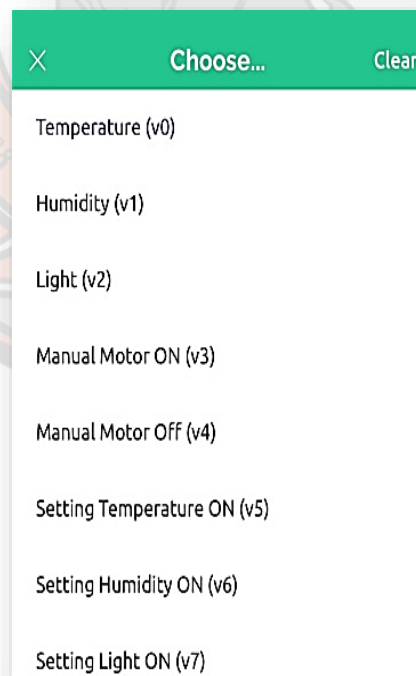 Choose...
Clear
Temperature (v0)
Humidity (v1)
Light (v2)
Manual Motor ON (v3)
Manual Motor Off (v4)
Setting Temperature ON (v5)
Setting Humidity ON (v6)
Setting Light ON (v7)